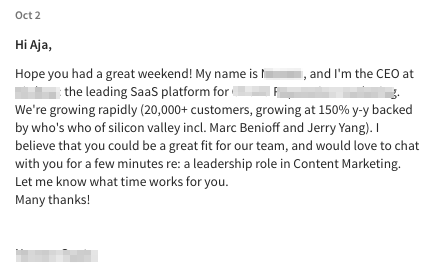 Oct 2
Hi Aja,
Hope you had a great weekend! My name is , and I'm the CEO at
the leading SaaS platform for .
We're growing rapidly (20,000+ customers, growing at 150% y-y backed
by who's who of silicon valley incl. Marc Benioff and Jerry Yang). I
believe that you could be a great fit for our team, and would love to chat
with you for a few minutes re: a leadership role in Content Marketing.
Let me know what time works for you.
Many thanks!